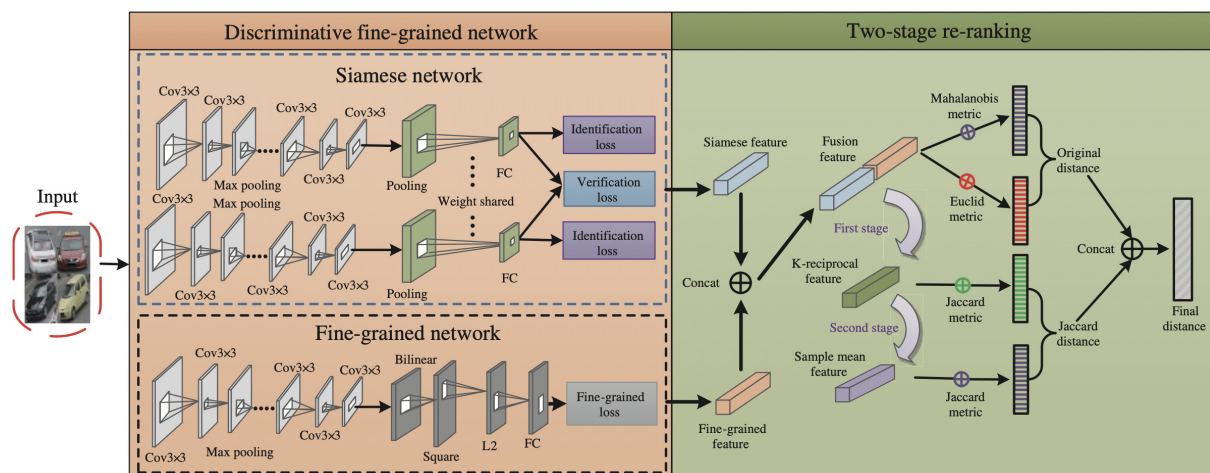 Discriminative fine-grained network
Two-stage re-ranking
Siamese network
Cov3×3
Cov3×3
Cov3×3
Cov3×3
Cov3×3
Max pooling
Pooling
FC
Identification
loss
Verification
loss
Identification
loss
Weight shared
Input
Cov3×3
Max pooling
Cov3×3
Cov3×3
Cov3×3
Cov3×3
Pooling
FC
Fine-grained network
Cov3×3
Cov3×3
Cov3×3
Cov3×3
Cov3×3
Max pooling
Bilinear
Square
L2
FC
Fine-grained
loss
Siamese feature
Concat
Fine-grained
feature
Fusion
feature
First stage
K-reciprocal
feature
Second stage
Sample mean
feature
Mahalanobis
metric
Euclid
metric
Jaccard
metric
Jaccard
metric
Original
distance
Jaccard
distance
Concat
Final
distance